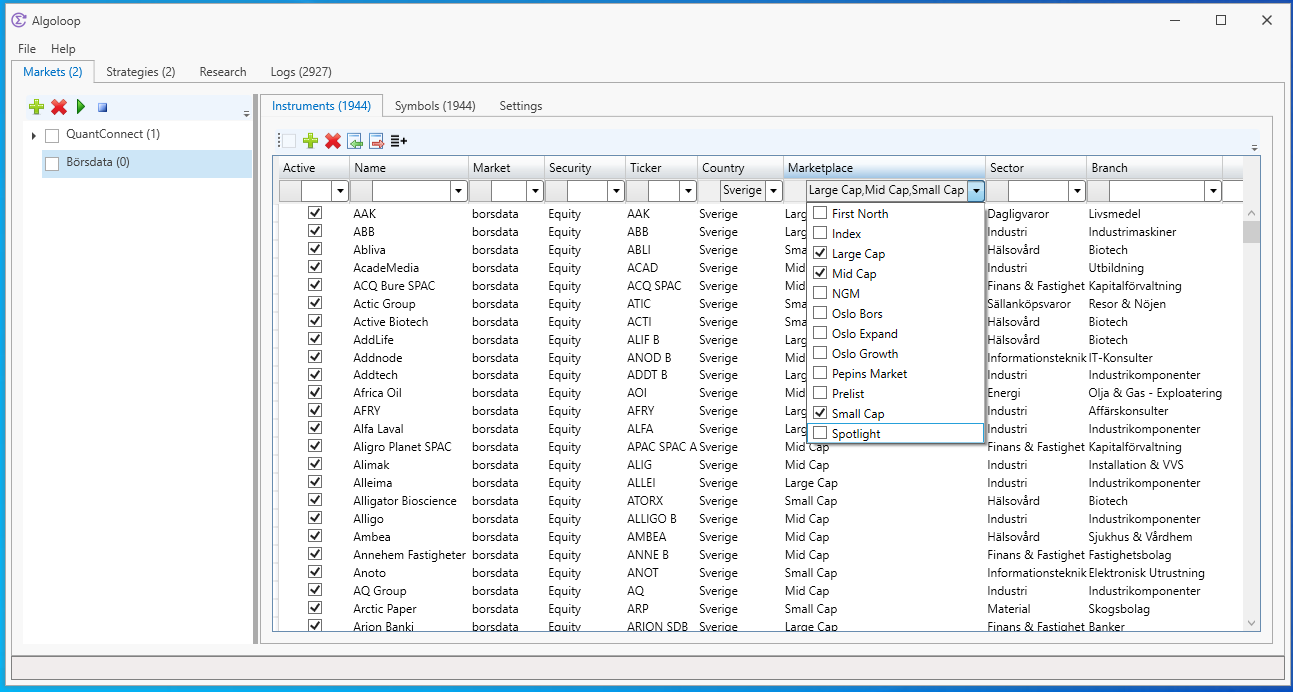 Algoloop
File Help
Markets (2) Strategies (2) Research Logs (2927)
QuantConnect (1)
Börsdata (0)
Instruments (1944) Symbols (1944) Settings
Active Name Market Security Ticker Country Marketplace Sector Branch
Sverige Large Cap,Mid Cap,Small Cap
First North
Index
Large Cap
Mid Cap
NGM
Oslo Bors
Oslo Expand
Oslo Growth
Pepins Market
Prelist
Small Cap
Spotlight
AAK borsdata Equity AAK Sverige Larg Dagligvaror Livsmedel
ABB borsdata Equity ABB Sverige Larg Industri Industrimaskiner
Abliva borsdata Equity ABLI Sverige Sma Hälsovård Biotech
AcadeMedia borsdata Equity ACAD Sverige Mid Industri Utbildning
ACQ Bure SPAC borsdata Equity ACQ SPAC Sverige Mid Finans & Fastighet Kapitalförvaltning
Actic Group borsdata Equity ATIC Sverige Sma Sällanköpsvaror Resor & Nöjen
Active Biotech borsdata Equity ACTI Sverige Sma Hälsovård Biotech
AddLife borsdata Equity ALIF B Sverige Larg Hälsovård Biotech
Addnode borsdata Equity ANOD B Sverige Mid Informationsteknik IT-Konsulter
Addtech borsdata Equity ADDT B Sverige Larg Industri Industrikomponenter
Africa Oil borsdata Equity AOI Sverige Mid Energi Olja & Gas - Exploatering
AFRY borsdata Equity AFRY Sverige Larg Industri Affärskonsulter
Alfa Laval borsdata Equity ALFA Sverige Larg Industri Industrikomponenter
Aligro Planet SPAC borsdata Equity APAC SPAC A Sverige Mid Cap Finans & Fastighet Kapitalförvaltning
Alimak borsdata Equity ALIG Sverige Mid Cap Industri Installation & VVS
Alleima borsdata Equity ALLEI Sverige Large Cap Industri Industrikomponenter
Alligator Bioscience borsdata Equity ATORX Sverige Small Cap Hälsovård Biotech
Alligo borsdata Equity ALLIGO B Sverige Mid Cap Industri Industrikomponenter
Ambea borsdata Equity AMBEA Sverige Mid Cap Hälsovård Sjukhus & Vårdhem
Annehem Fastigheter borsdata Equity ANNE B Sverige Mid Cap Finans & Fastighet Fastighetsbolag
Anoto borsdata Equity ANOT Sverige Small Cap Informationsteknik Elektronisk Utrustning
AQ Group borsdata Equity AQ Sverige Mid Cap Industri Industrikomponenter
Arctic Paper borsdata Equity ARP Sverige Small Cap Material Skogsbolag
Arion Banki borsdata Equity ARION SDB Sverige Large Cap Finans & Fastighet Banker